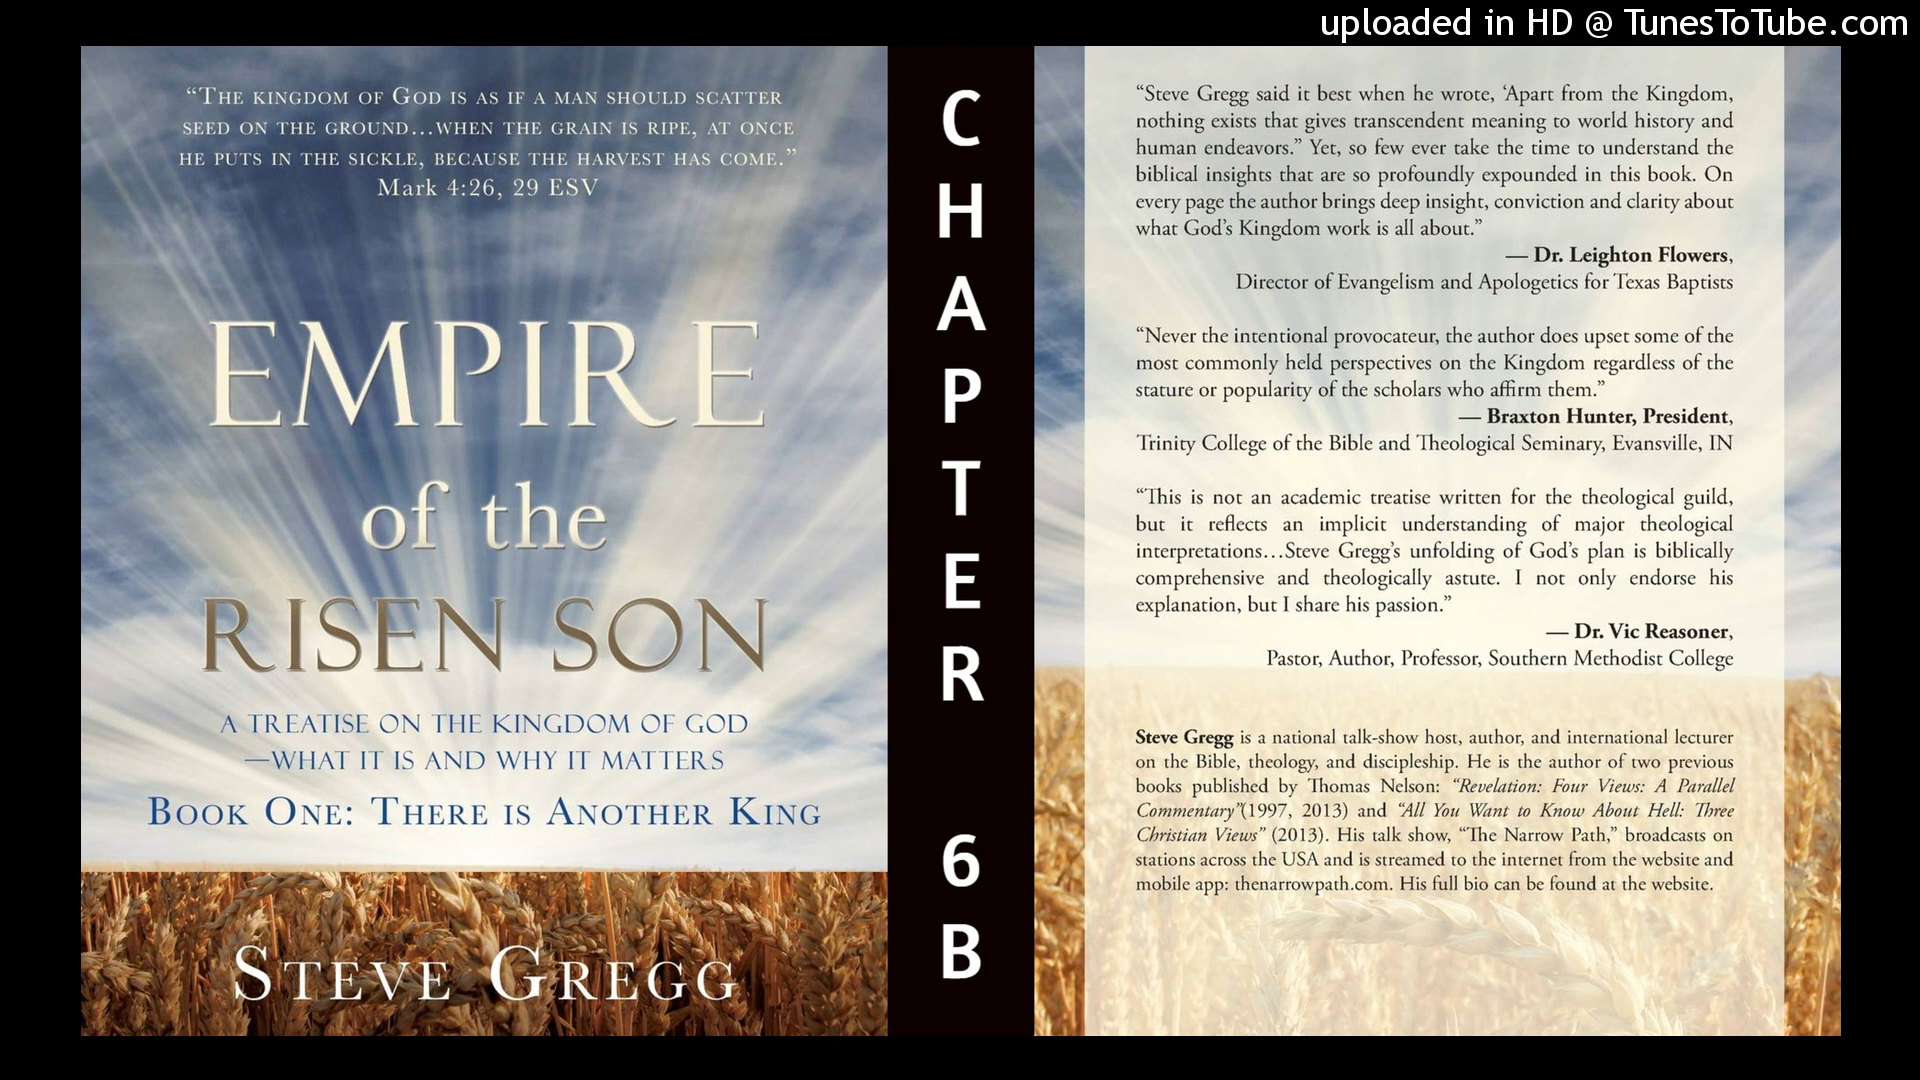 uploaded in HD @ TunesToTube.com
“THE KINGDOM OF GOD IS AS IF A MAN SHOULD SCATTER
SEED ON THE GROUND…WHEN THE GRAIN IS RIPE, AT ONCE
HE PUTS IN THE SICKLE, BECAUSE THE HARVEST HAS COME.”
Mark 4:26, 29 ESV
EMPIRE
of the
RISEN SON
A TREATISE ON THE KINGDOM OF GOD
—WHAT IT IS AND WHY IT MATTERS
BOOK ONE: THERE IS ANOTHER KING
STEVE GREGG
CHAPTER 6B
“Steve Gregg said it best when he wrote, ‘Apart from the Kingdom,
nothing exists that gives transcendent meaning to world history and
human endeavors.” Yet, so few ever take the time to understand the
biblical insights that are so profoundly expounded in this book. On
every page the author brings deep insight, conviction and clarity about
what God’s Kingdom work is all about.”
— Dr. Leighton Flowers,
Director of Evangelism and Apologetics for Texas Baptists
“Never the intentional provocateur, the author does upset some of the
most commonly held perspectives on the Kingdom regardless of the
stature or popularity of the scholars who affirm them.”
— Braxton Hunter, President,
Trinity College of the Bible and Theological Seminary, Evansville, IN
“This is not an academic treatise written for the theological guild,
but it reflects an implicit understanding of major theological
interpretations…Steve Gregg’s unfolding of God’s plan is biblically
comprehensive and theologically astute. I not only endorse his
explanation, but I share his passion.”
— Dr. Vic Reasoner,
Pastor, Author, Professor, Southern Methodist College
Steve Gregg is a national talk-show host, author, and international lecturer
on the Bible, theology, and discipleship. He is the author of two previous
books published by Thomas Nelson: “Revelation: Four Views: A Parallel
Commentary”(1997, 2013) and “All You Want to Know About Hell: Three
Christian Views” (2013). His talk show, “The Narrow Path,” broadcasts on
stations across the USA and is streamed to the internet from the website and
mobile app: thenarrowpath.com. His full bio can be found at the website.